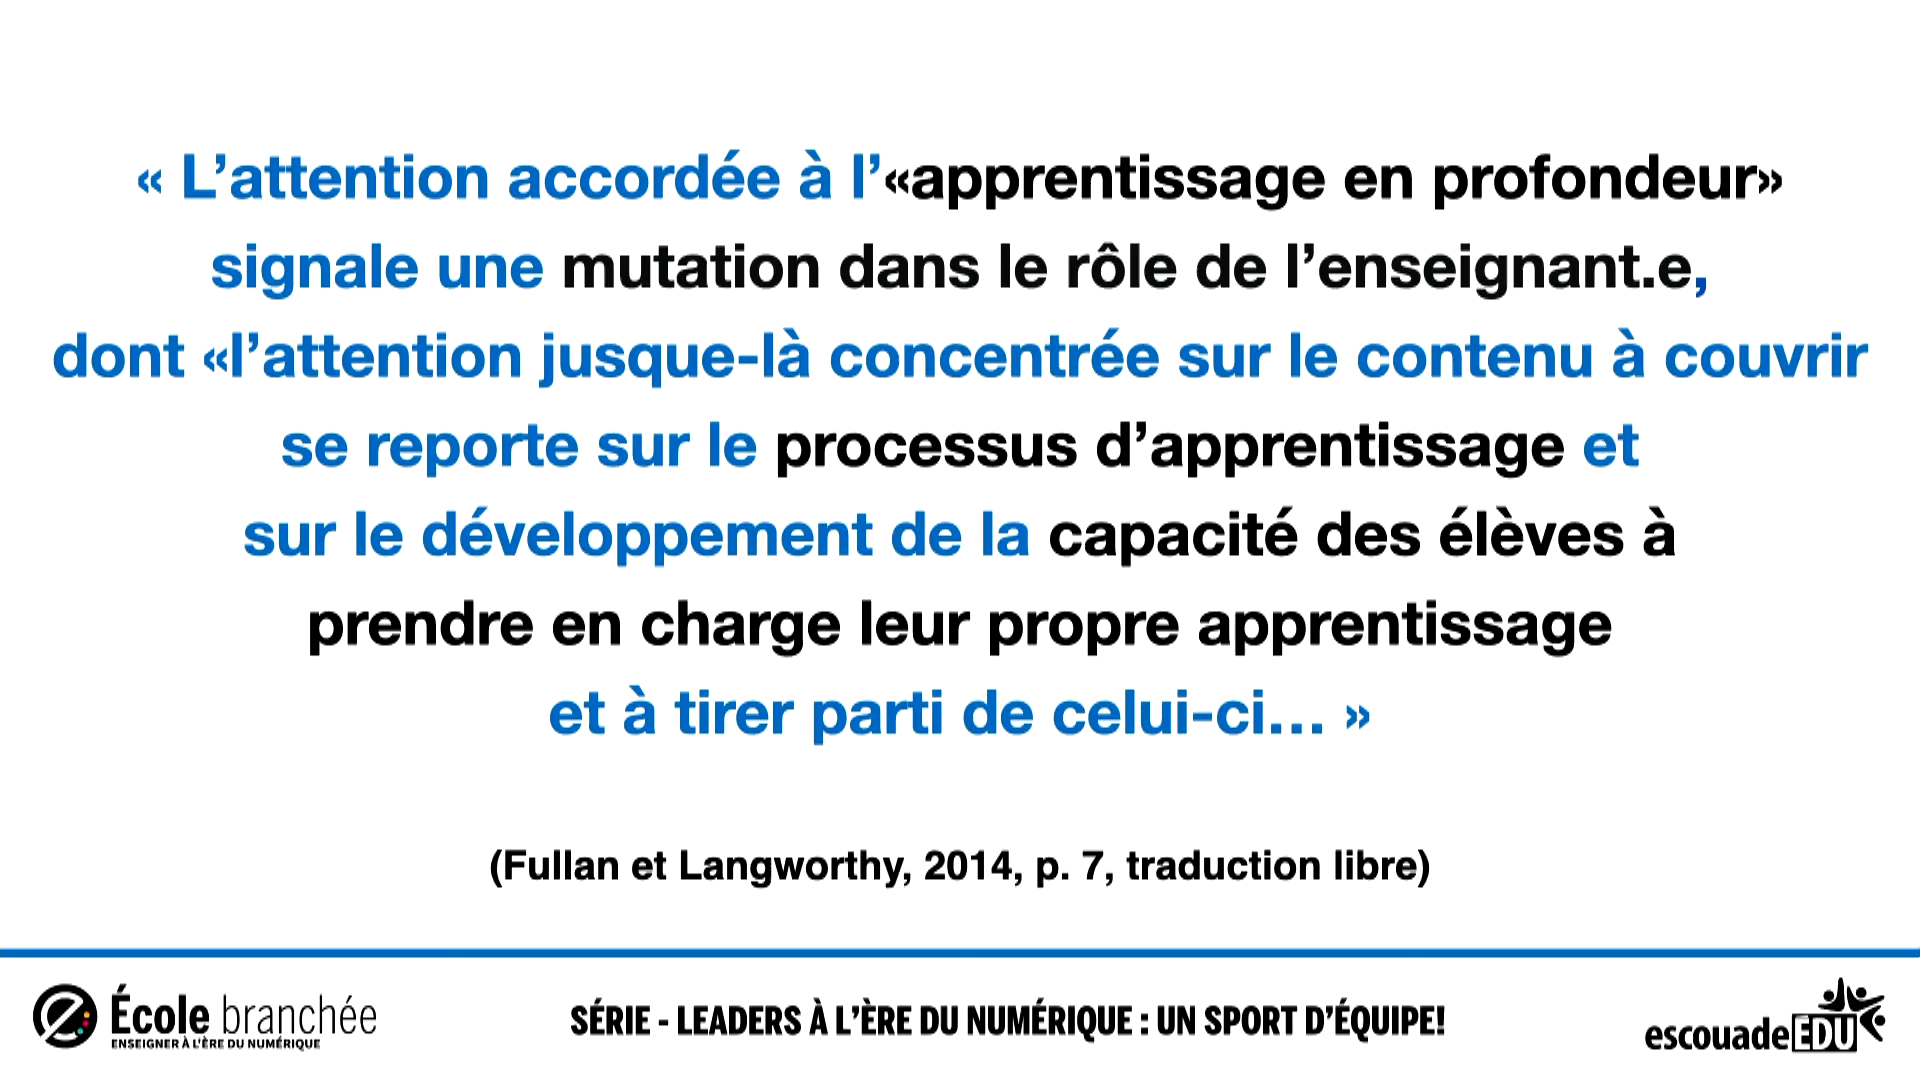 « L’attention accordée à l’«apprentissage en profondeur»
signale une mutation dans le rôle de l’enseignant.e,
dont «l’attention jusque-là concentrée sur le contenu à couvrir
se reporte sur le processus d’apprentissage et
sur le développement de la capacité des élèves à
prendre en charge leur propre apprentissage
et à tirer parti de celui-ci… »
(Fullan et Langworthy, 2014, p. 7, traduction libre)
École branchée
ENSEIGNER À L'ÈRE DU NUMÉRIQUE
SÉRIE - LEADERS À L’ÈRE DU NUMÉRIQUE : UN SPORT D’ÉQUIPE!
escouadeEDU